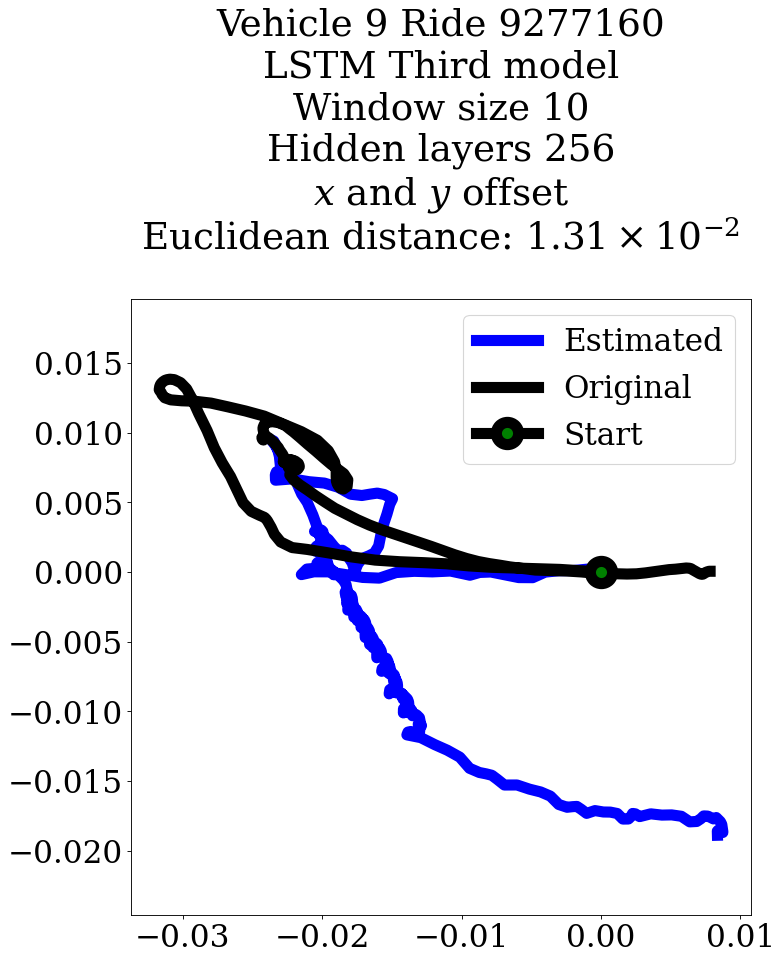 Vehicle 9 Ride 9277160
LSTM Third model
Window size 10
Hidden layers 256
x and y offset
Euclidean distance: 1.31 × 10⁻²
Estimated
Original
Start
0.015
0.010
0.005
0.000
−0.005
−0.010
−0.015
−0.020
−0.03 −0.02 −0.01 0.00 0.01